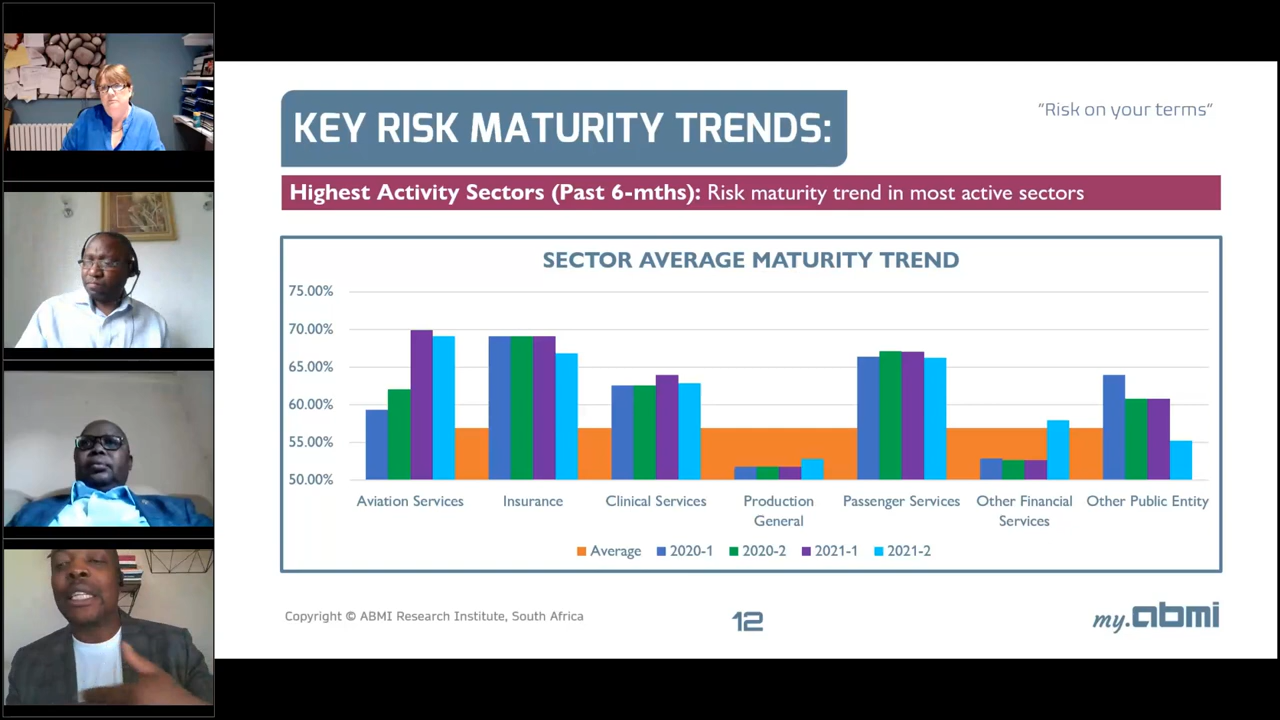 KEY RISK MATURITY TRENDS:
“Risk on your terms”
Highest Activity Sectors (Past 6-mths): Risk maturity trend in most active sectors
SECTOR AVERAGE MATURITY TREND
75.00%
70.00%
65.00%
60.00%
55.00%
50.00%
Aviation Services
Insurance
Clinical Services
Production
General
Passenger Services
Other Financial
Services
Other Public Entity
Average 2020-1 2020-2 2021-1 2021-2
Copyright © ABMI Research Institute, South Africa
12
my.abmi